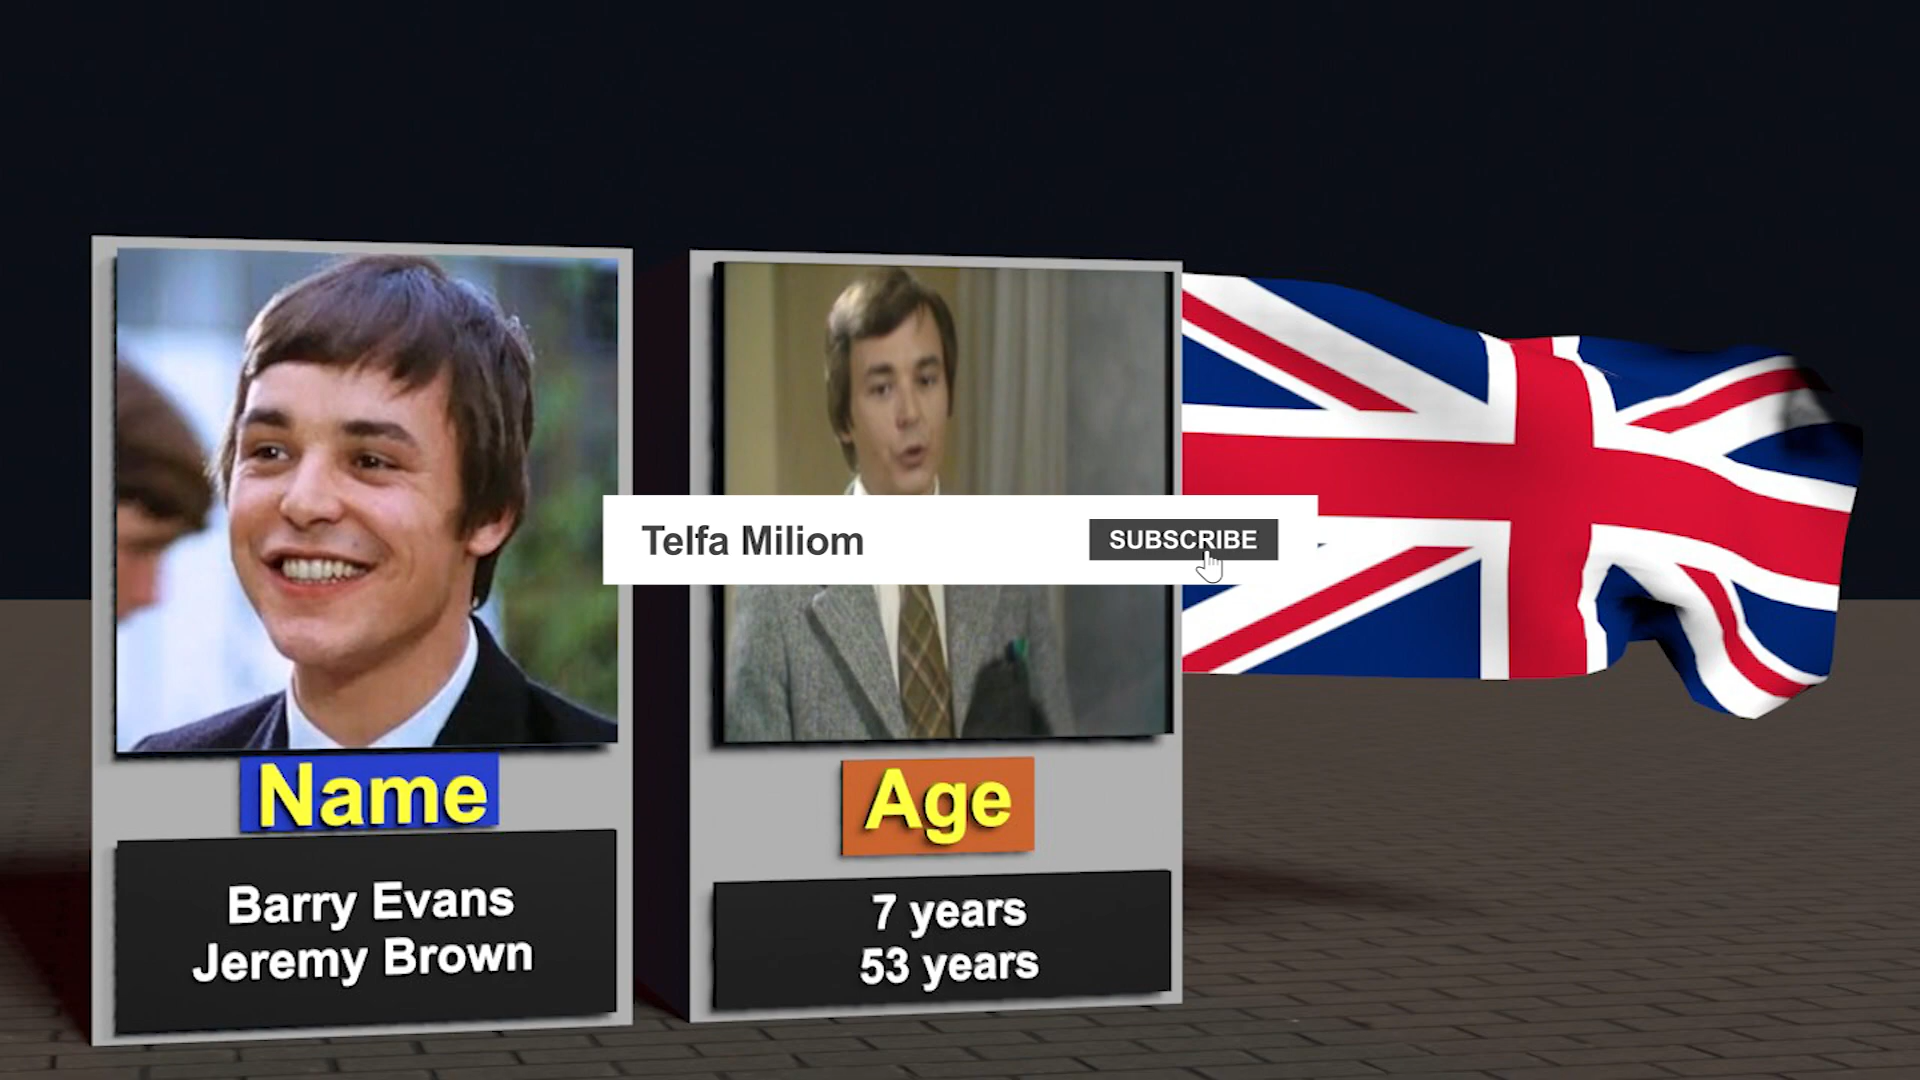 Telfa Miliom
SUBSCRIBE
Name
Barry Evans
Jeremy Brown
Age
7 years
53 years